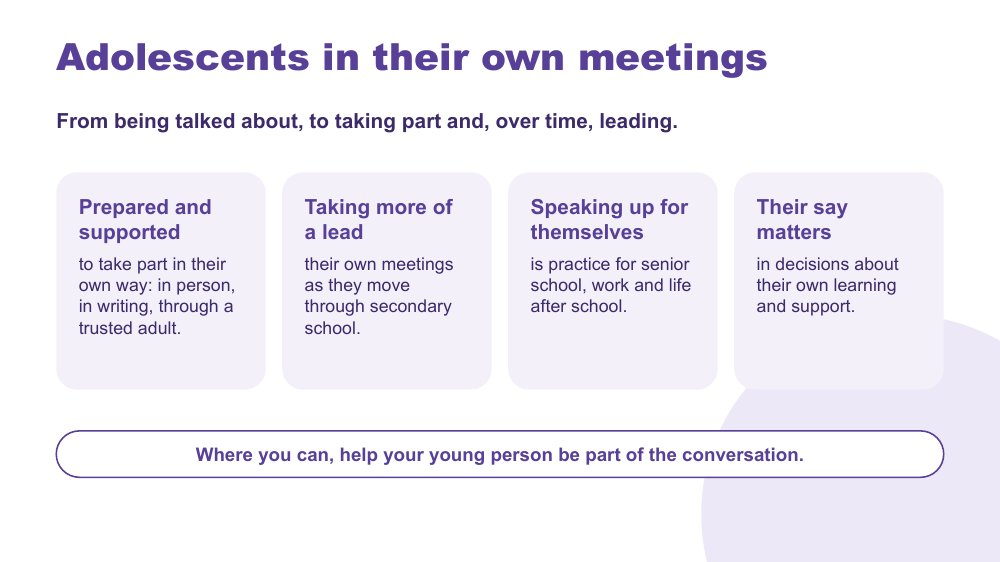 Adolescents in their own meetings
From being talked about, to taking part and, over time, leading.
Prepared and
supported
to take part in their
own way: in person,
in writing, through a
trusted adult.
Taking more of
a lead
their own meetings
as they move
through secondary
school.
Speaking up for
themselves
is practice for senior
school, work and life
after school.
Their say
matters
in decisions about
their own learning
and support.
Where you can, help your young person be part of the conversation.